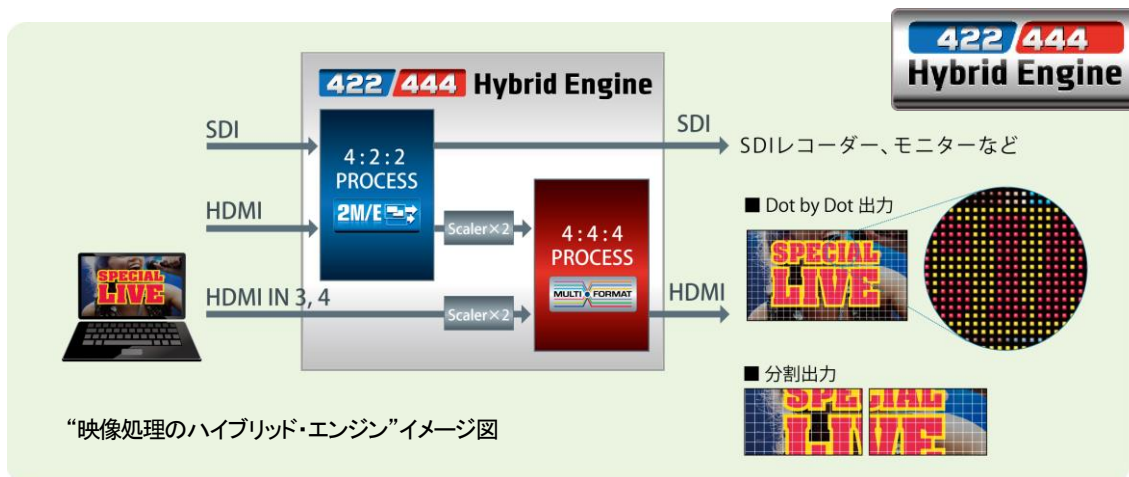 422/444
Hybrid Engine
422/444 Hybrid Engine
SDI
4:2:2
PROCESS
2M/E
SDI
SDIレコーダー、モニターなど
HDMI
Scaler×2
4:4:4
PROCESS
MULTI FORMAT
■ Dot by Dot 出力
SPECIAL
LIVE
SPECIAL
LIVE
HDMI IN 3, 4
Scaler×2
HDMI
■ 分割出力
SPECIAL
LIVE
“映像処理のハイブリッド・エンジン”イメージ図